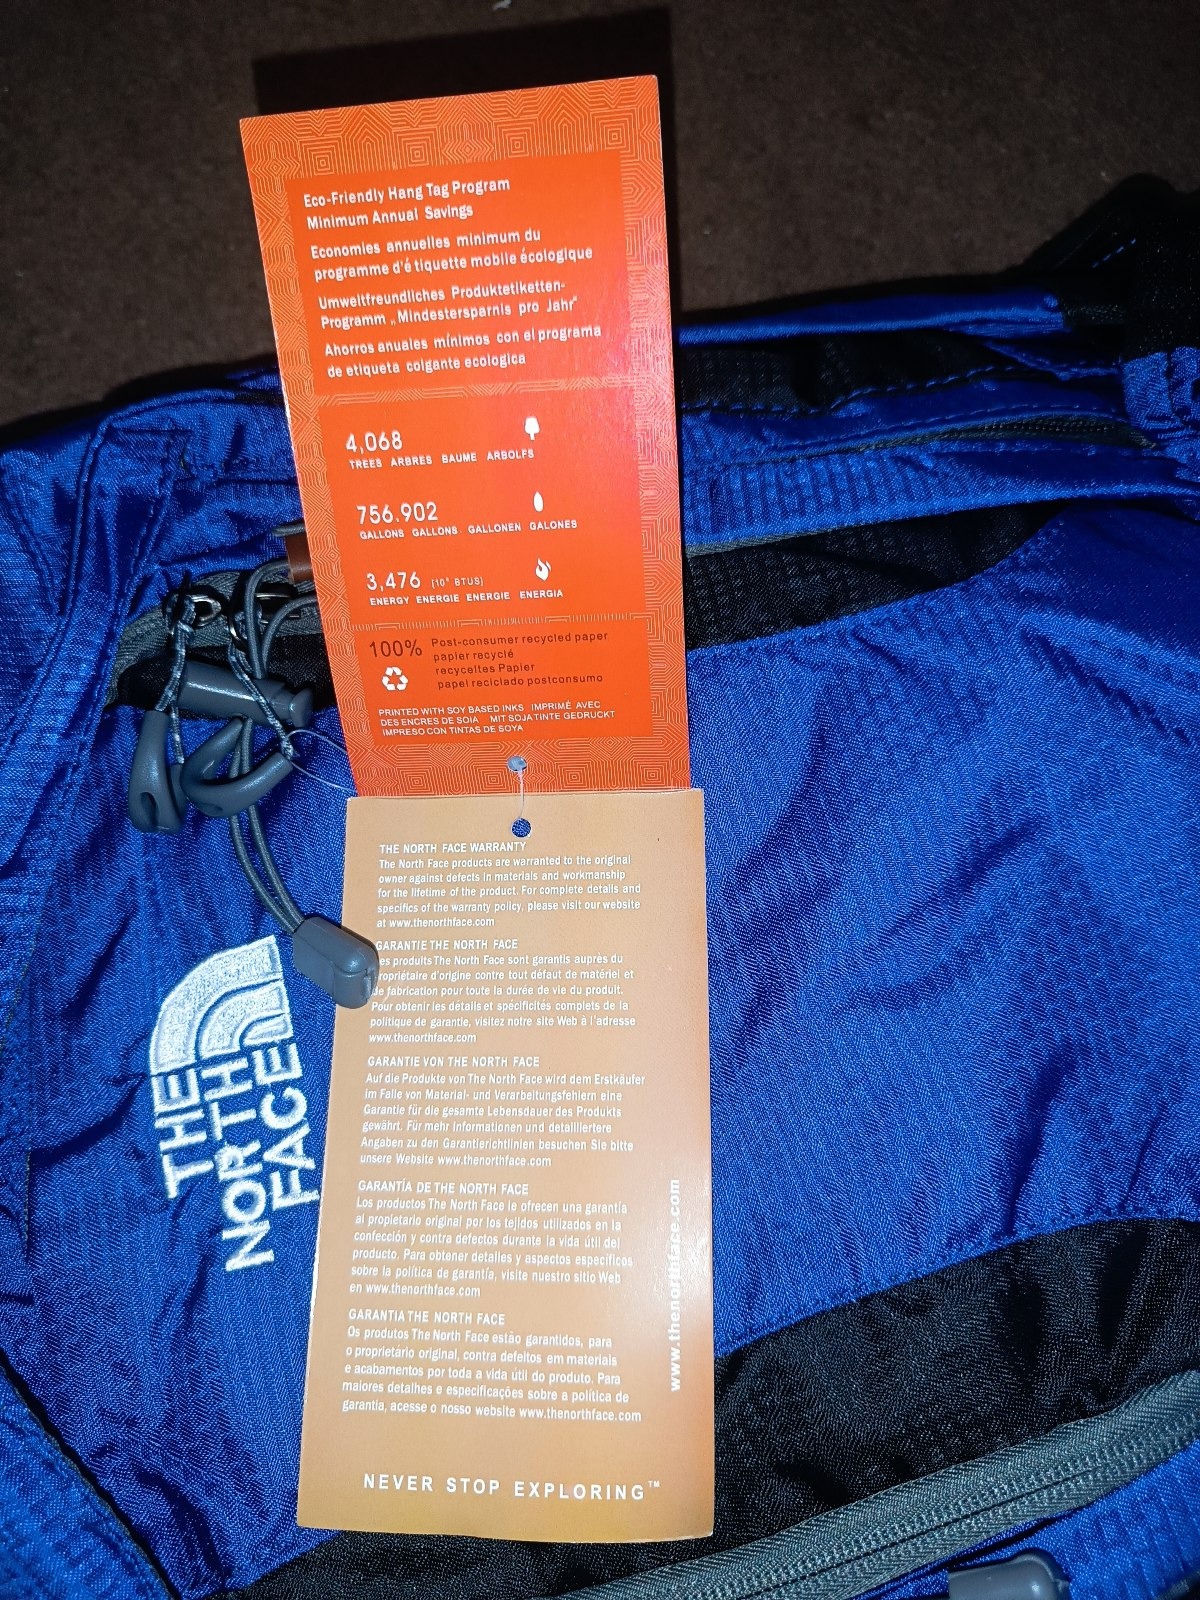 Eco-Friendly Hang Tag Program
Minimum Annual Savings
Economies annuelles minimum du
programme d'é tiquette mobile écologique
Umweltfreundliches Produktetiketten-
Programm „Mindestersparnis pro Jahr"
Ahorros anuales mínimos con el programa
de etiqueta colgante ecologica
4,068
TREES ARBRES BAUME ARBOLFS
756.902
GALLONS GALLONS GALLONEN GALONES
3,476 [10⁶ BTUS]
ENERGY ENERGIE ENERGIE ENERGIA
100% Post-consumer recycled paper
papier recyclé
recyceltes Papier
papel reciclado postconsumo
PRINTED WITH SOY BASED INKS IMPRIMÉ AVEC
DES ENCRES DE SOIA MIT SOJATINTE GEDRUCKT
IMPRESO CON TINTAS DE SOYA
THE NORTH FACE WARRANTY
The North Face products are warranted to the original
owner against defects in materials and workmanship
for the lifetime of the product. For complete details and
specifics of the warranty policy, please visit our website
at www.thenorthface.com
GARANTIE THE NORTH FACE
es produits The North Face sont garantis auprès du
ropriétaire d'origine contre tout défaut de matériel et
de fabrication pour toute la durée de vie du produit.
Pour obtenir les détails et spécificités complets de la
politique de garantie, visitez notre site Web à l'adresse
www.thenorthface.com
GARANTIE VON THE NORTH FACE
Auf die Produkte von The North Face wird dem Erstkäufer
im Falle von Material- und Verarbeitungsfehlern eine
Garantie für die gesamte Lebensdauer des Produkts
gewährt. Für mehr Informationen und detailliertere
Angaben zu den Garantierichtlinien besuchen Sie bitte
unsere Website www.thenorthface.com
GARANTÍA DE THE NORTH FACE
Los productos The North Face le ofrecen una garantía
al propietario original por los tejidos utilizados en la
confección y contra defectos durante la vida útil del
producto. Para obtener detalles y aspectos específicos
sobre la política de garantía, visite nuestro sitio Web
en www.thenorthface.com
GARANTIA THE NORTH FACE
Os produtos The North Face estão garantidos, para
o proprietário original, contra defeitos em materiais
e acabamentos por toda a vida útil do produto. Para
maiores detalhes e especificações sobre a política de
garantia, acesse o nosso website www.thenorthface.com
www.thenorthface.com
NEVER STOP EXPLORING™
THE
NORTH
FACE